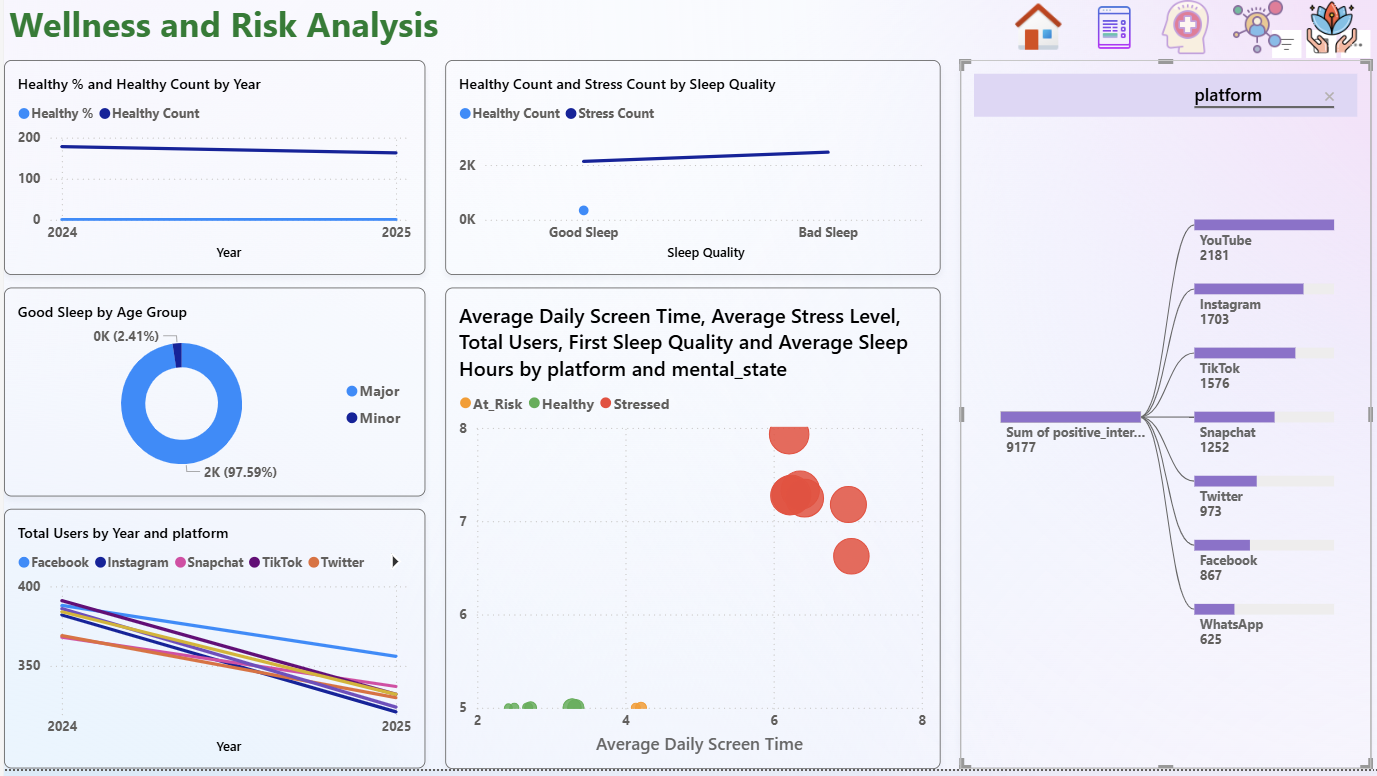 Wellness and Risk Analysis
Healthy % and Healthy Count by Year
Healthy % Healthy Count
200
100
0
2024 2025
Year
Healthy Count and Stress Count by Sleep Quality
Healthy Count Stress Count
2K
0K
Good Sleep Bad Sleep
Sleep Quality
Good Sleep by Age Group
0K (2.41%)
Major
Minor
2K (97.59%)
Total Users by Year and platform
Facebook Instagram Snapchat TikTok Twitter
400
350
2024 2025
Year
Average Daily Screen Time, Average Stress Level,
Total Users, First Sleep Quality and Average Sleep
Hours by platform and mental_state
At_Risk Healthy Stressed
8
7
6
5
2 4 6 8
Average Daily Screen Time
platform
Sum of positive_inter...
9177
YouTube
2181
Instagram
1703
TikTok
1576
Snapchat
1252
Twitter
973
Facebook
867
WhatsApp
625